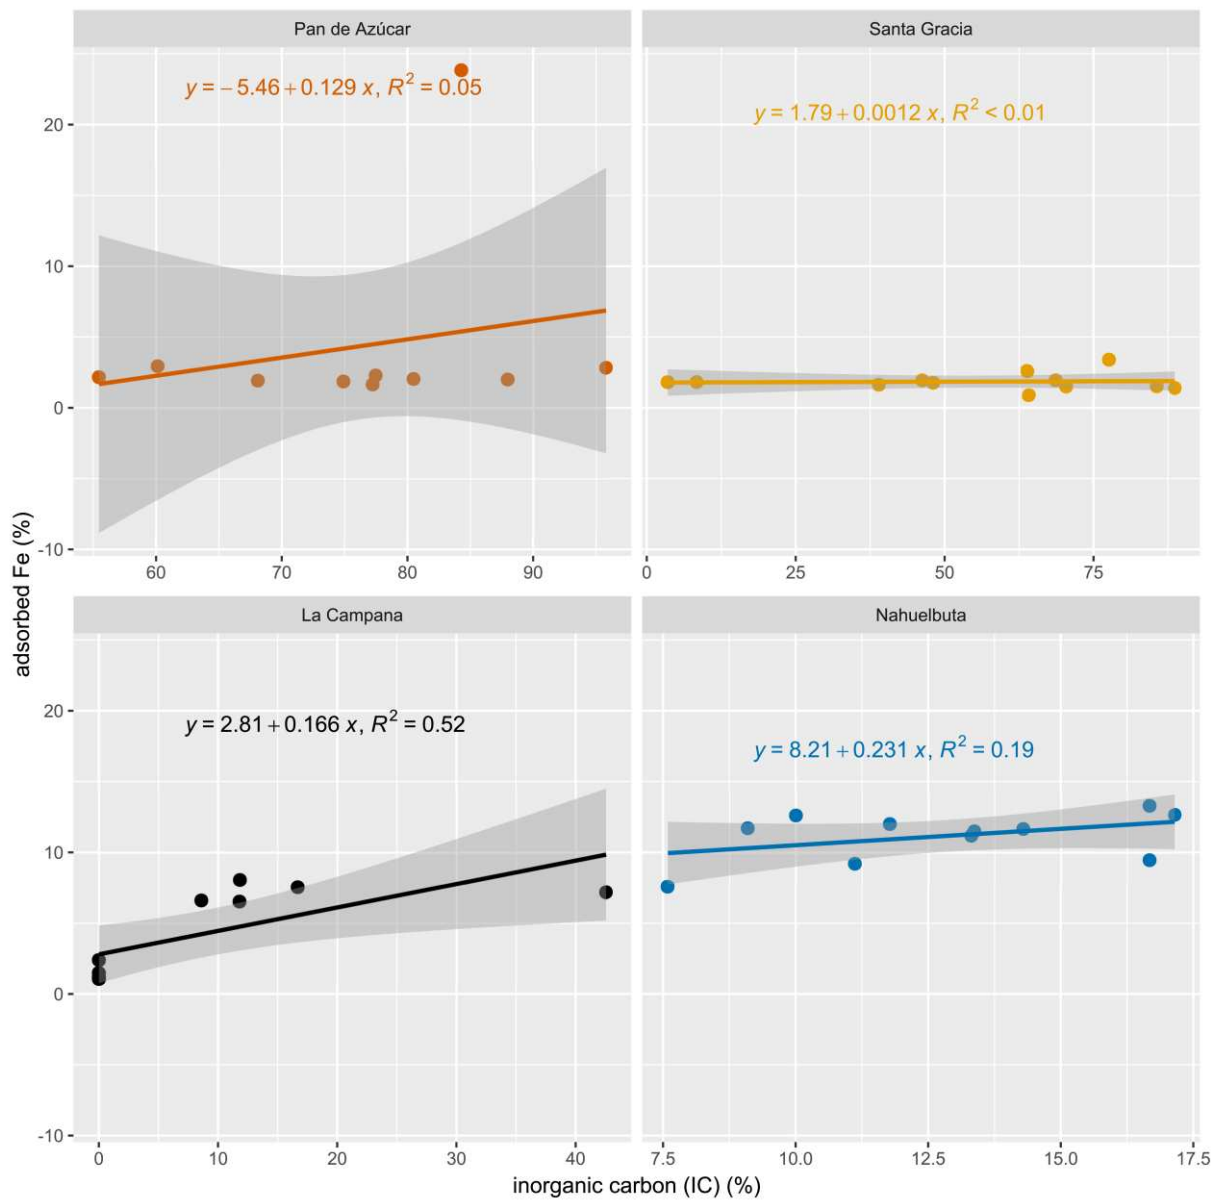 Pan de Azúcar
Santa Gracia
y = − 5.46 + 0.129 x, R² = 0.05
y = 1.79 + 0.0012 x, R² < 0.01
20
10
0
-10
60 70 80 90
0 25 50 75
adsorbed Fe (%)
La Campana
Nahuelbuta
y = 2.81 + 0.166 x, R² = 0.52
y = 8.21 + 0.231 x, R² = 0.19
20
10
0
-10
0 10 20 30 40
7.5 10.0 12.5 15.0 17.5
inorganic carbon (IC) (%)